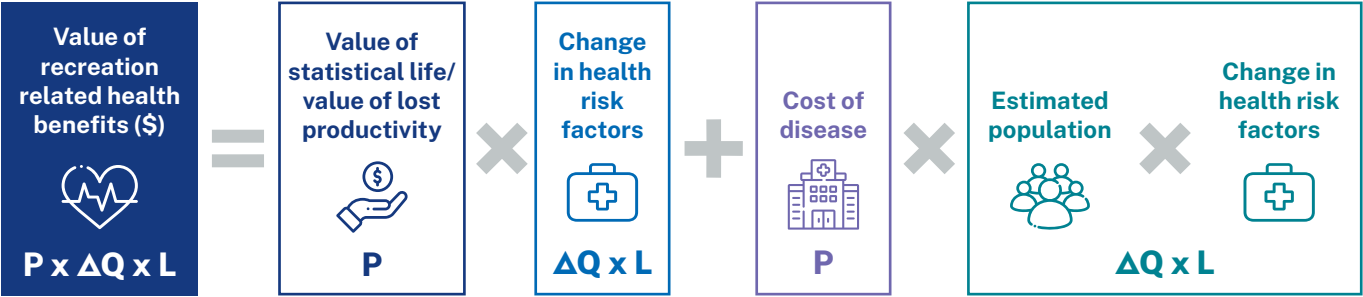 Value of
recreation
related health
benefits ($)
P x ΔQ x L
=
Value of
statistical life/
value of lost
productivity
$
P
×
Change
in health
risk
factors
ΔQ x L
+
Cost of
disease
P
×
Estimated
population
×
Change in
health risk
factors
ΔQ x L